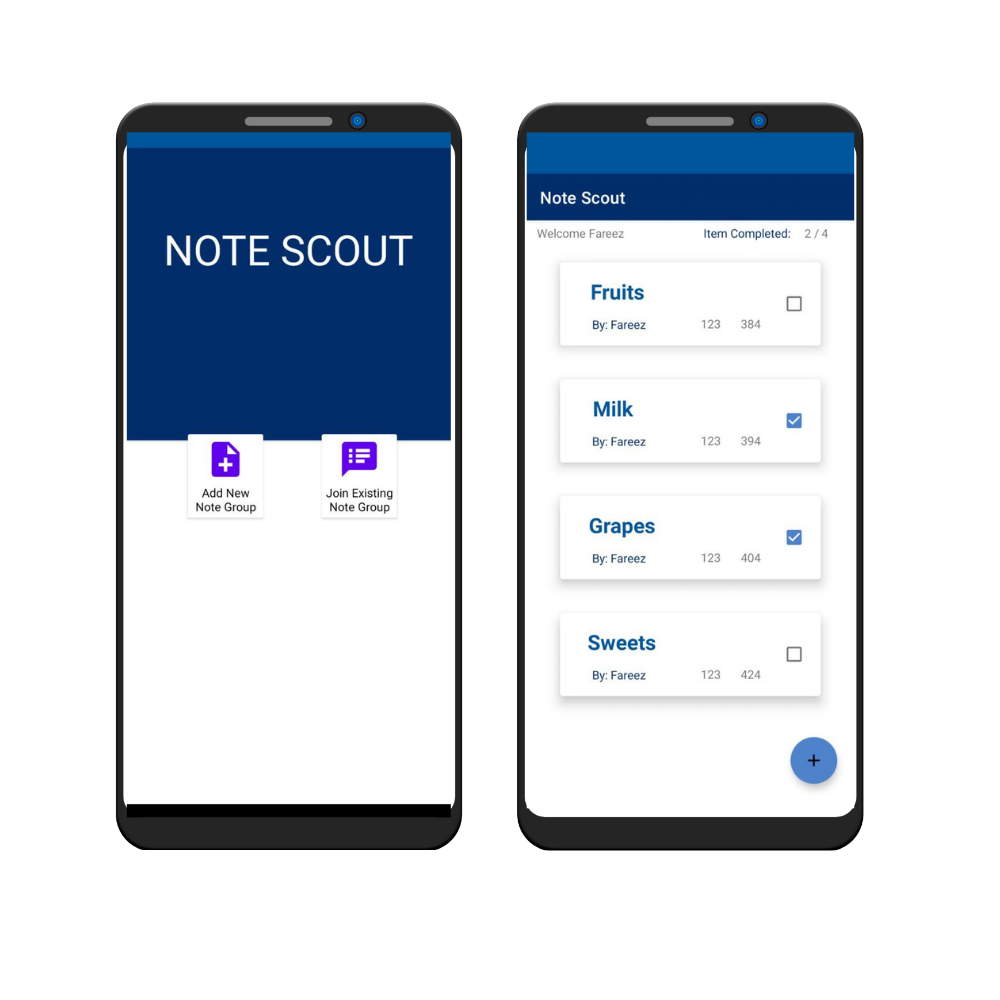 NOTE SCOUT
Add New
Note Group
Join Existing
Note Group
Note Scout
Welcome Fareez Item Completed: 2 / 4
Fruits
By: Fareez 123 384
Milk
By: Fareez 123 394
Grapes
By: Fareez 123 404
Sweets
By: Fareez 123 424
+